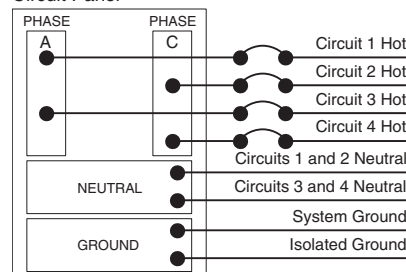 Circuit Panel
PHASE PHASE
A C
Circuit 1 Hot
Circuit 2 Hot
Circuit 3 Hot
Circuit 4 Hot
Circuits 1 and 2 Neutral
NEUTRAL
Circuits 3 and 4 Neutral
System Ground
GROUND
Isolated Ground